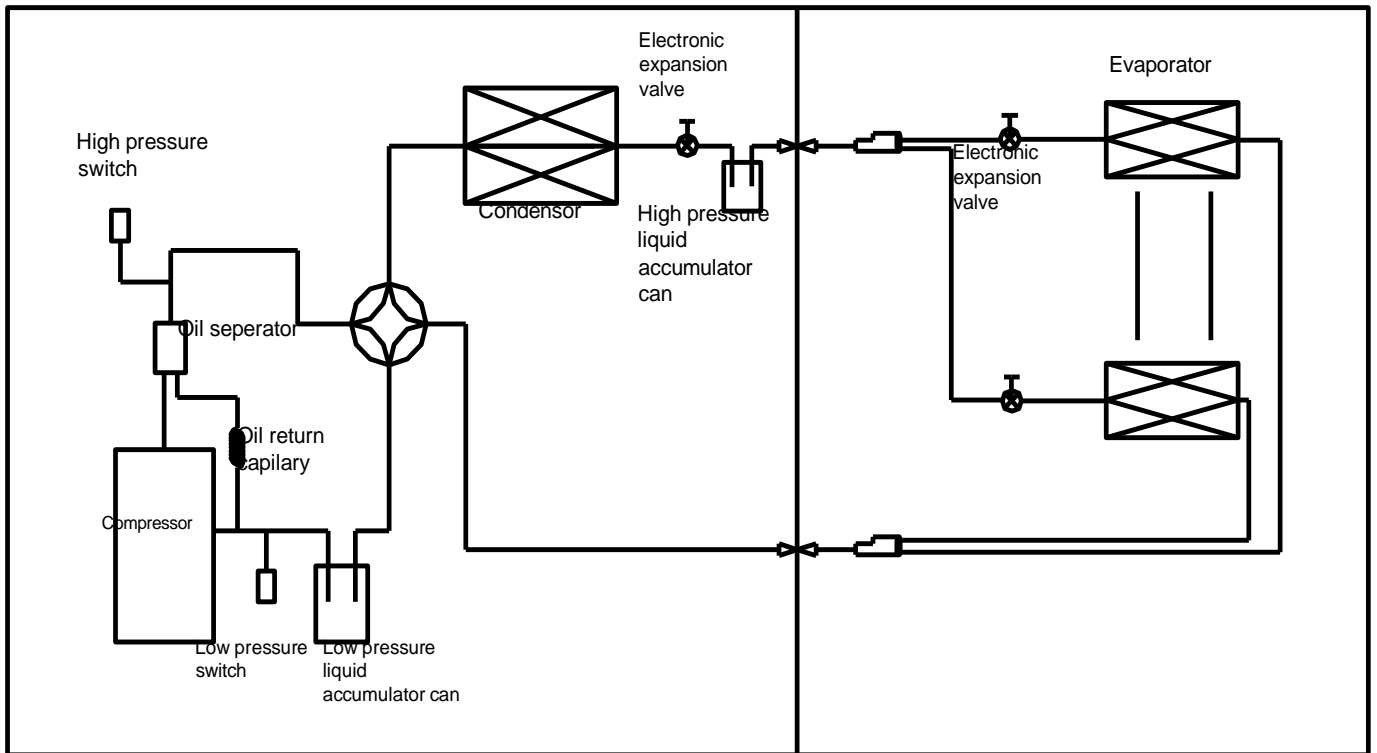 Electronic
expansion
valve
Evaporator
High pressure
switch
Electronic
expansion
valve
Condensor
High pressure
liquid
accumulator
can
Oil seperator
Oil return
capilary
Compressor
Low pressure
switch
Low pressure
liquid
accumulator can